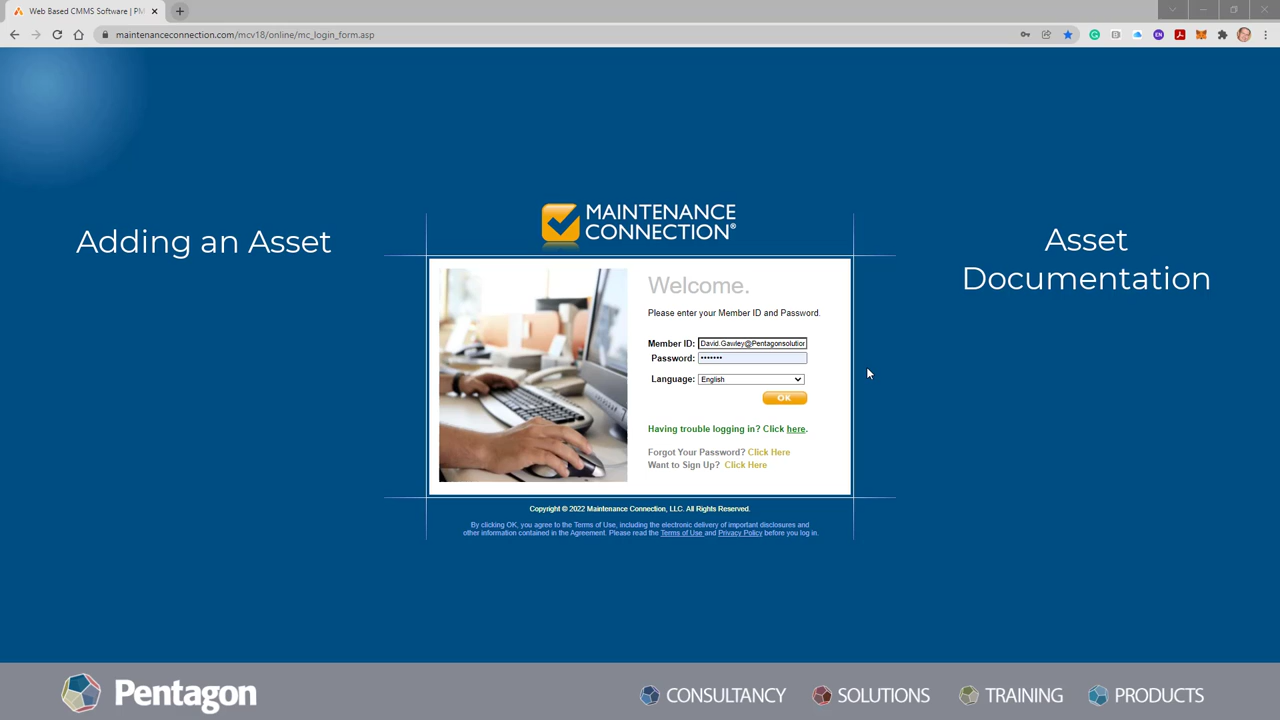 Web Based CMMS Software | PM
maintenanceconnection.com/mcv18/online/mc_login_form.asp
MAINTENANCE
CONNECTION®
Adding an Asset
Asset
Documentation
Welcome.
Please enter your Member ID and Password.
Member ID: David.Gawley@Pentagonsolution
Password: •••••••
Language: English
OK
Having trouble logging in? Click here.
Forgot Your Password? Click Here
Want to Sign Up? Click Here
Copyright © 2022 Maintenance Connection, LLC. All Rights Reserved.
By clicking OK, you agree to the Terms of Use, including the electronic delivery of important disclosures and
other information contained in the Agreement. Please read the Terms of Use and Privacy Policy before you log in.
Pentagon
CONSULTANCY
SOLUTIONS
TRAINING
PRODUCTS